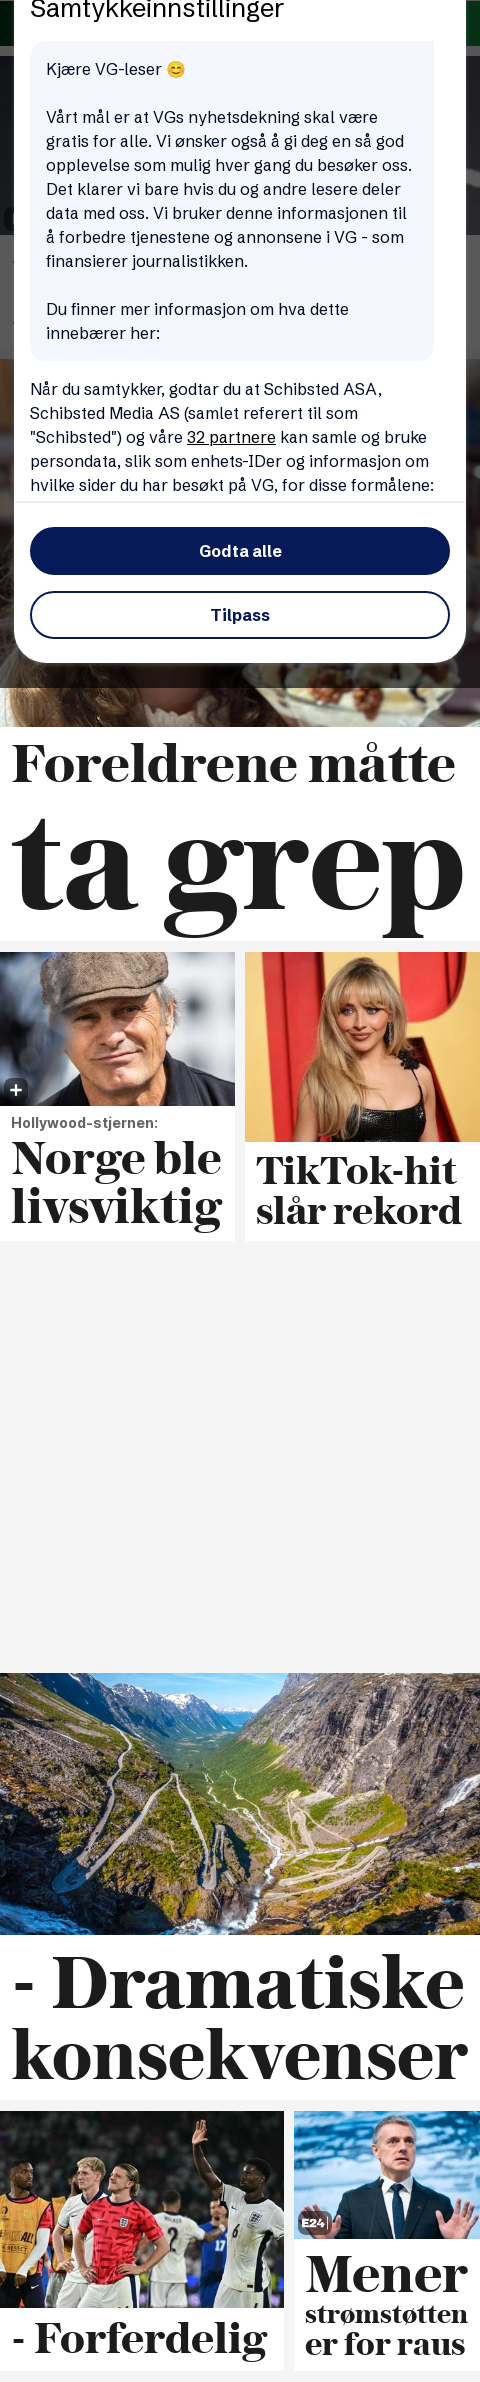 Samtykkeinnstillinger
Kjære VG-leser 😊
Vårt mål er at VGs nyhetsdekning skal være
gratis for alle. Vi ønsker også å gi deg en så god
opplevelse som mulig hver gang du besøker oss.
Det klarer vi bare hvis du og andre lesere deler
data med oss. Vi bruker denne informasjonen til
å forbedre tjenestene og annonsene i VG - som
finansierer journalistikken.
Du finner mer informasjon om hva dette
innebærer her:
Når du samtykker, godtar du at Schibsted ASA,
Schibsted Media AS (samlet referert til som
"Schibsted") og våre 32 partnere kan samle og bruke
persondata, slik som enhets-IDer og informasjon om
hvilke sider du har besøkt på VG, for disse formålene:
Godta alle
Tilpass
Foreldrene måtte
ta grep
Hollywood-stjernen:
Norge ble
livsviktig
TikTok-hit
slår rekord
- Dramatiske
konsekvenser
- Forferdelig
E24
Mener
strømstøtten
er for raus